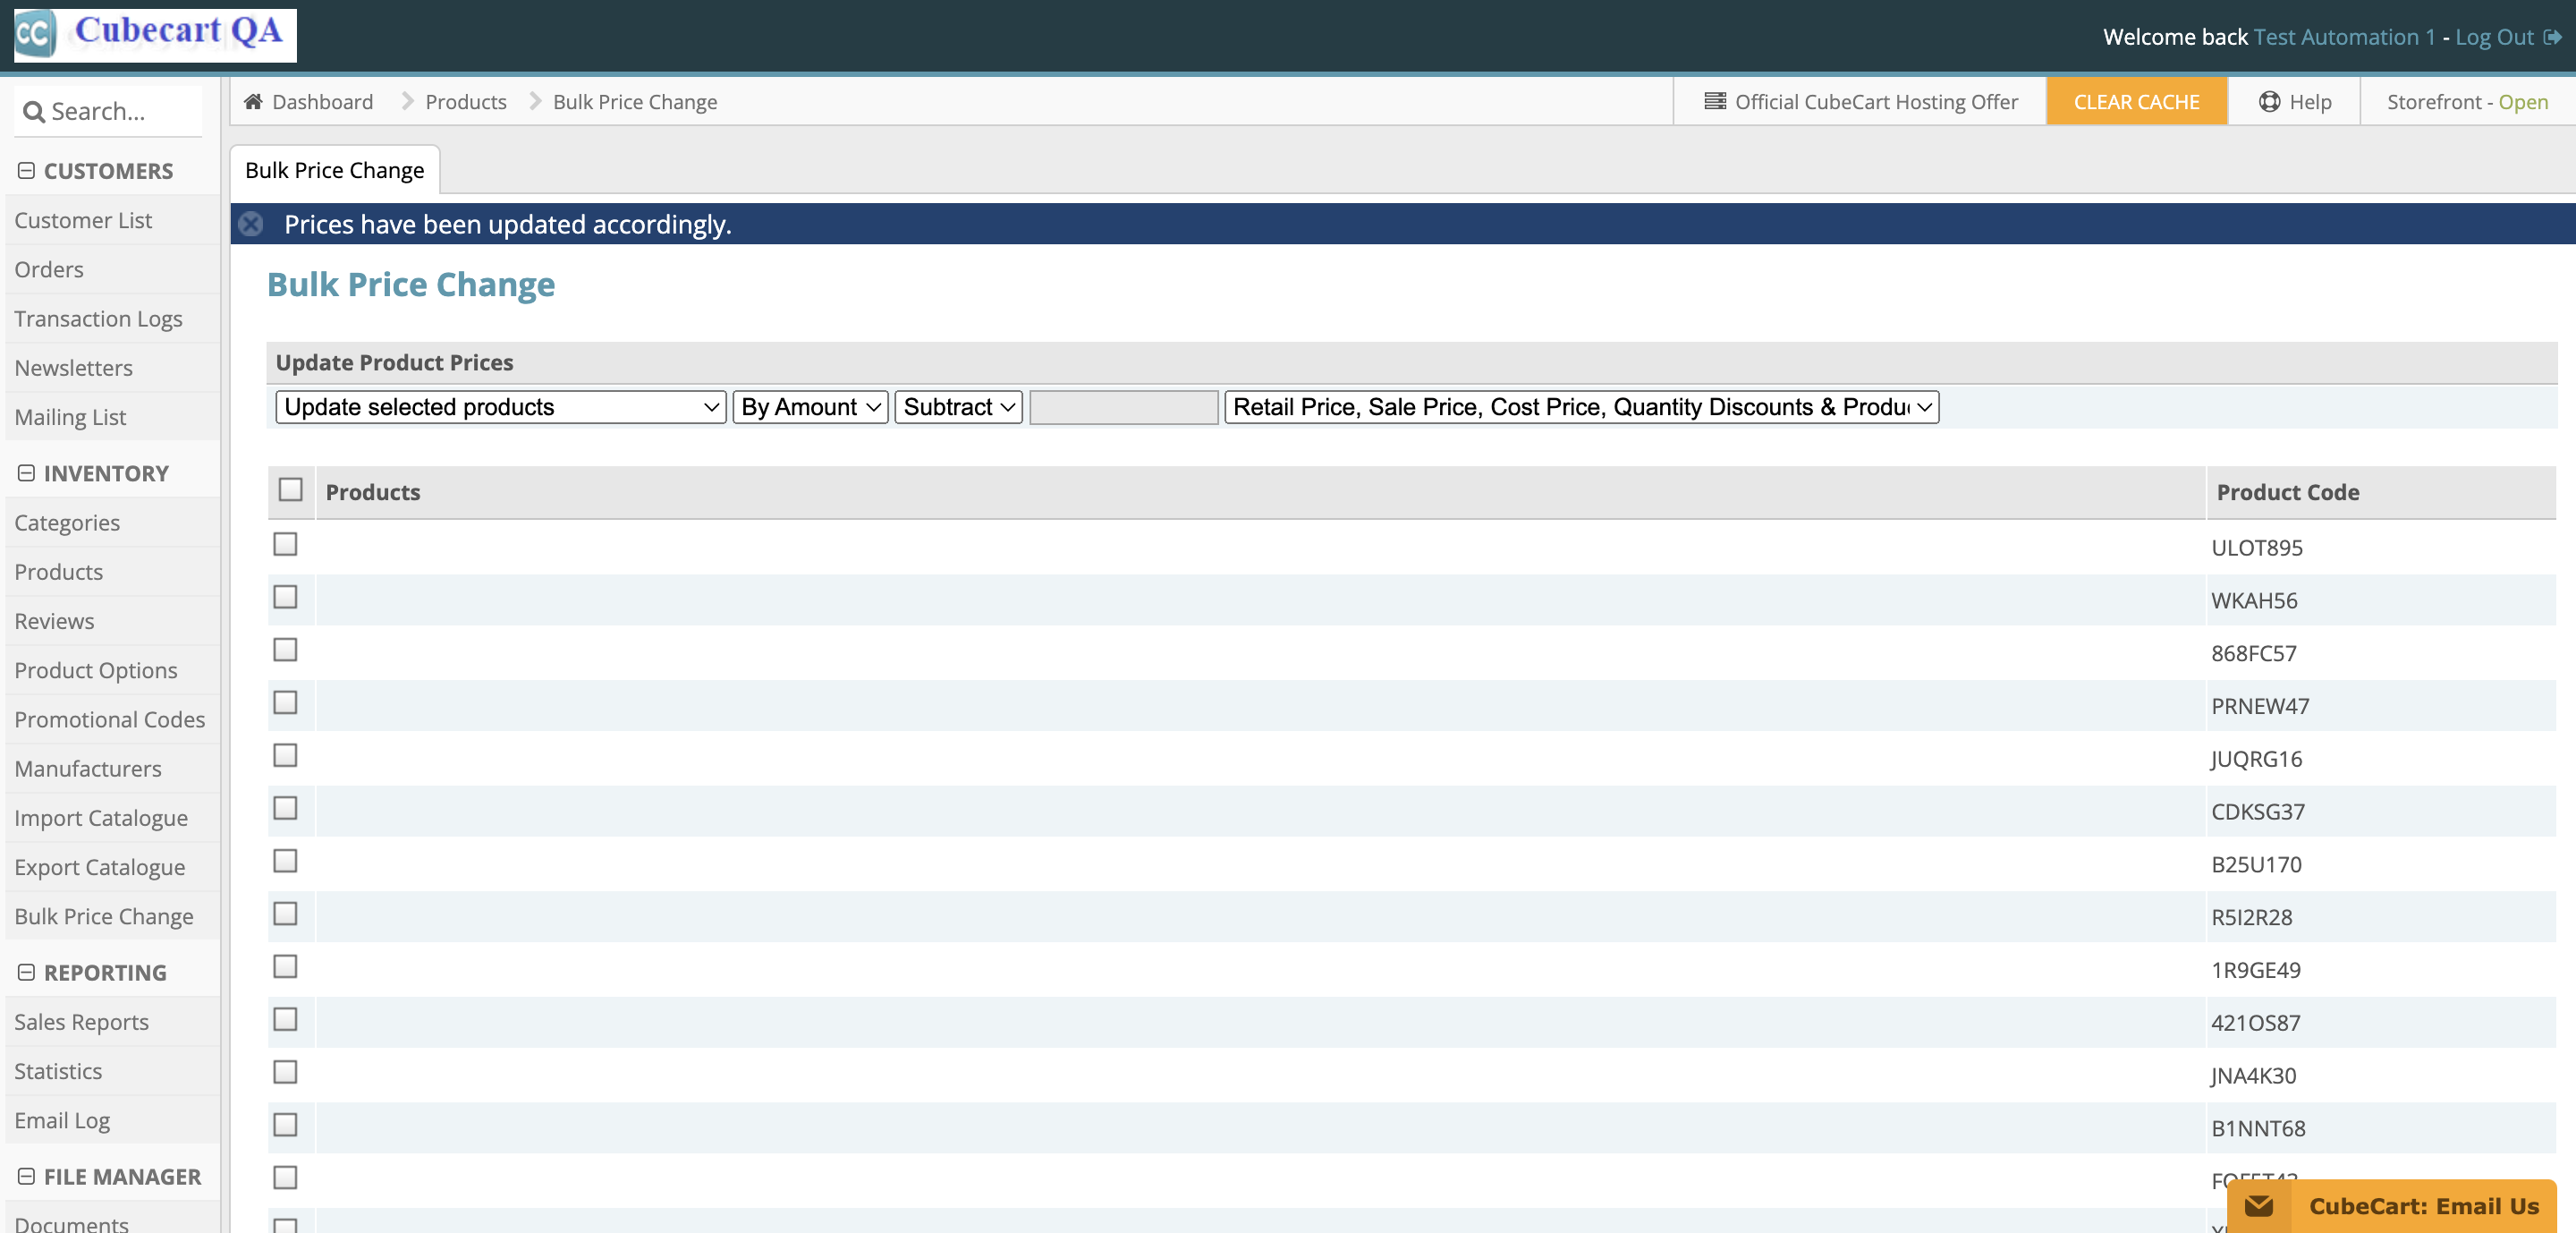 CC Cubecart QA
Welcome back Test Automation 1 - Log Out
Search...
Dashboard Products Bulk Price Change
Official CubeCart Hosting Offer CLEAR CACHE Help Storefront - Open
CUSTOMERS
Customer List
Orders
Transaction Logs
Newsletters
Mailing List
INVENTORY
Categories
Products
Reviews
Product Options
Promotional Codes
Manufacturers
Import Catalogue
Export Catalogue
Bulk Price Change
REPORTING
Sales Reports
Statistics
Email Log
FILE MANAGER
Documents
Bulk Price Change
Prices have been updated accordingly.
Bulk Price Change
Update Product Prices
Update selected products By Amount Subtract Retail Price, Sale Price, Cost Price, Quantity Discounts & Produ
Products Product Code
ULOT895
WKAH56
868FC57
PRNEW47
JUQRG16
CDKSG37
B25U170
R5I2R28
1R9GE49
421OS87
JNA4K30
B1NNT68
CubeCart: Email Us